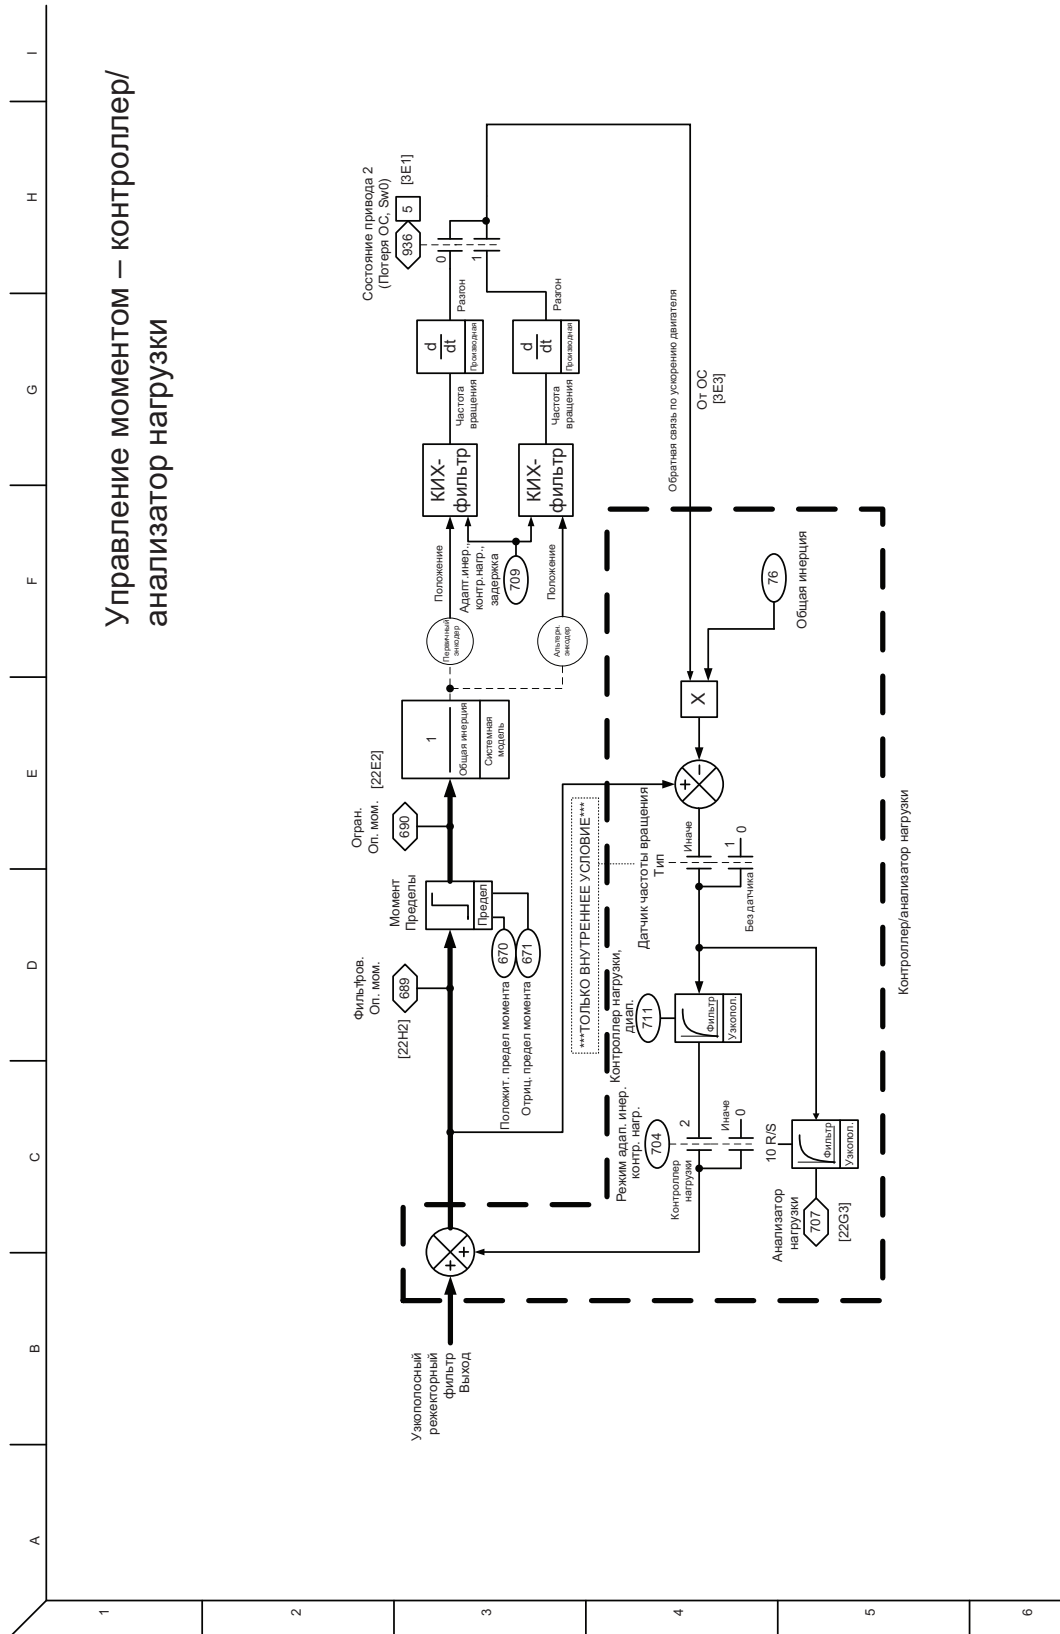 Управление моментом – контроллер/
анализатор нагрузки
A
B
C
D
E
F
G
H
I
1
2
3
4
5
6
Узкополосный
режекторный
фильтр
Выход
+
+
Фильтров.
Оп. мом.
689
[22H2]
Момент
Пределы
Предел
670
671
Положит. предел момента
Отриц. предел момента
Огран.
Оп. мом.
690
[22E2]
1
Общая инерция
Системная
модель
Первичный
энкодер
Альтерн.
энкодер
Положение
Положение
Адапт.инер.,
контр.нагр.,
задержка
709
КИХ-
фильтр
КИХ-
фильтр
Частота
вращения
Частота
вращения
d
dt
Производная
d
dt
Производная
Разгон
Разгон
Состояние привода 2
(Потеря ОС, Sw0)
936
5
[3E1]
0
1
Обратная связь по ускорению двигателя
От ОС
[3E3]
76
Общая инерция
X
+
–
***ТОЛЬКО ВНУТРЕННЕЕ УСЛОВИЕ***
Датчик частоты вращения
Тип
Иначе
1
0
Без датчика
Контроллер нагрузки,
диап.
711
Фильтр
Узкопол.
Режим адап. инер.
контр. нагр.
704
2
Контроллер
нагрузки
Иначе
0
10 R/S
Фильтр
Узкопол.
Анализатор
нагрузки
707
[22G3]
Контроллер/анализатор нагрузки